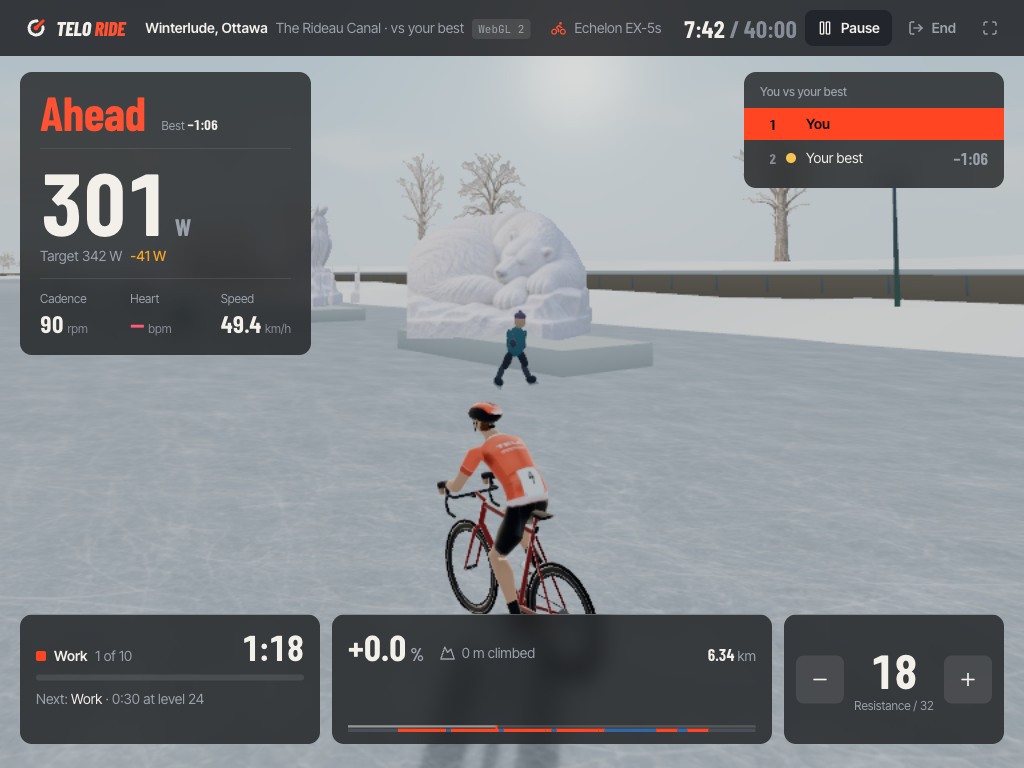 TELO RIDE Winterlude, Ottawa The Rideau Canal · vs your best WebGL 2 Echelon EX-5s 7:42 / 40:00 Pause End
Ahead Best −1:06
301 W
Target 342 W -41 W
Cadence Heart Speed
90 rpm – bpm 49.4 km/h
You vs your best
1 You
2 Your best −1:06
4
Work 1 of 10 1:18
Next: Work · 0:30 at level 24
+0.0 % 0 m climbed 6.34 km
− 18 +
Resistance / 32